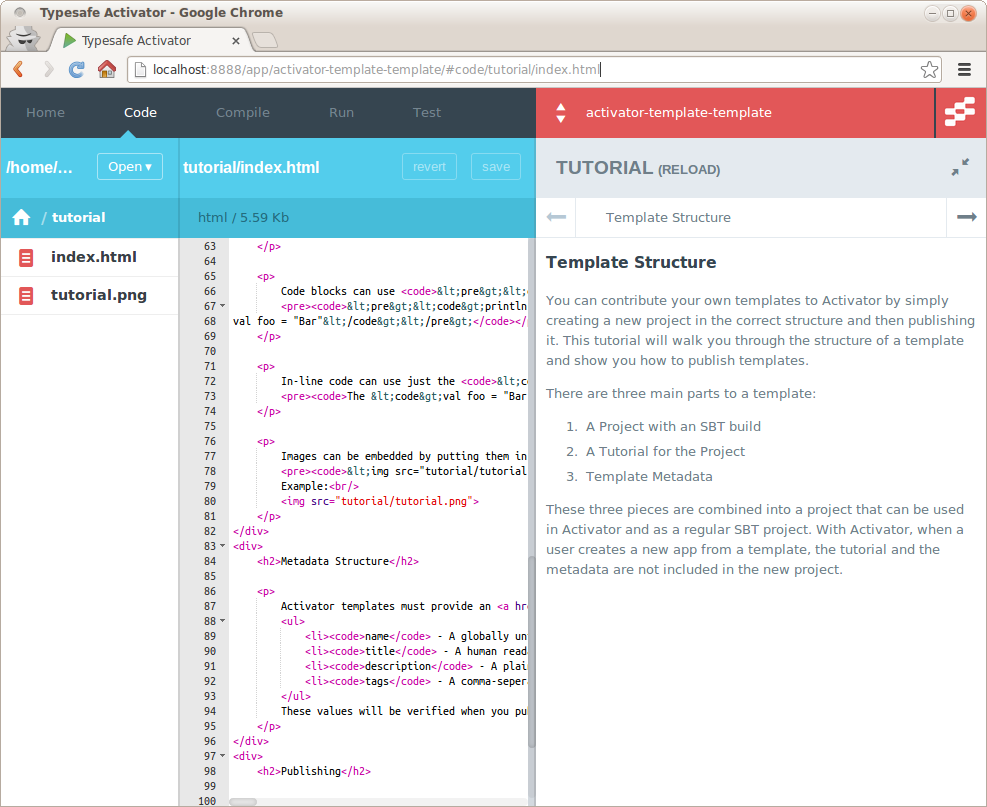 Typesafe Activator - Google Chrome
Typesafe Activator
localhost:8888/app/activator-template-template/#code/tutorial/index.html
Home Code Compile Run Test
activator-template-template
/home/... Open ▾
tutorial/index.html revert save
TUTORIAL (RELOAD)
/ tutorial
html / 5.59 Kb
Template Structure
index.html
tutorial.png
63 </p>
64
65 <p>
66 Code blocks can use <code>&lt;pre&gt;&lt;
67 <pre><code>&lt;pre&gt;&lt;code&gt;println
68 val foo = "Bar"&lt;/code&gt;&lt;/pre&gt;</code></
69 </p>
70
71 <p>
72 In-line code can use just the <code>&lt;c
73 <pre><code>The &lt;code&gt;val foo = "Bar
74 </p>
75
76 <p>
77 Images can be embedded by putting them in
78 <pre><code>&lt;img src="tutorial/tutorial
79 Example:<br/>
80 <img src="tutorial/tutorial.png">
81 </p>
82 </div>
83 <div>
84 <h2>Metadata Structure</h2>
85
86 <p>
87 Activator templates must provide an <a hr
88 <ul>
89 <li><code>name</code> - A globally un
90 <li><code>title</code> - A human read
91 <li><code>description</code> - A plai
92 <li><code>tags</code> - A comma-seper
93 </ul>
94 These values will be verified when you pu
95 </p>
96 </div>
97 <div>
98 <h2>Publishing</h2>
99
100
Template Structure
You can contribute your own templates to Activator by simply
creating a new project in the correct structure and then publishing
it. This tutorial will walk you through the structure of a template
and show you how to publish templates.
There are three main parts to a template:
1. A Project with an SBT build
2. A Tutorial for the Project
3. Template Metadata
These three pieces are combined into a project that can be used
in Activator and as a regular SBT project. With Activator, when a
user creates a new app from a template, the tutorial and the
metadata are not included in the new project.